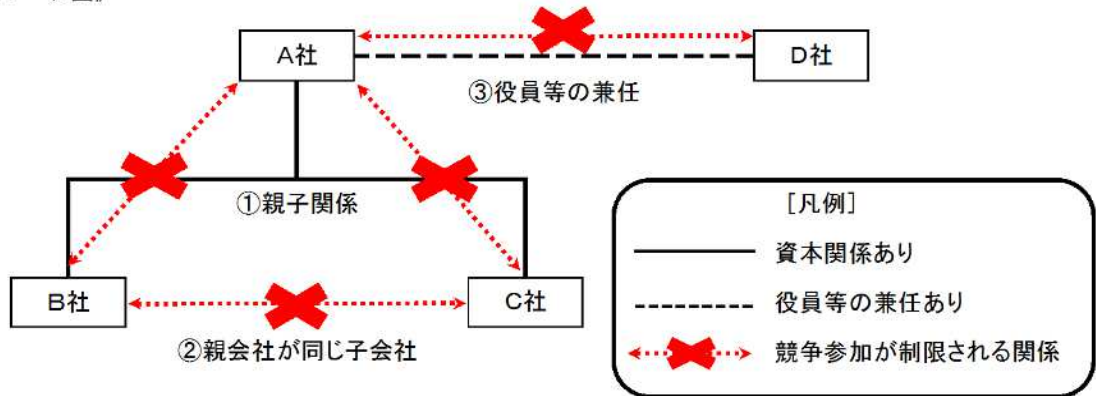 A社
D社
③役員等の兼任
①親子関係
B社
C社
②親会社が同じ子会社
[凡例]
資本関係あり
役員等の兼任あり
競争参加が制限される関係